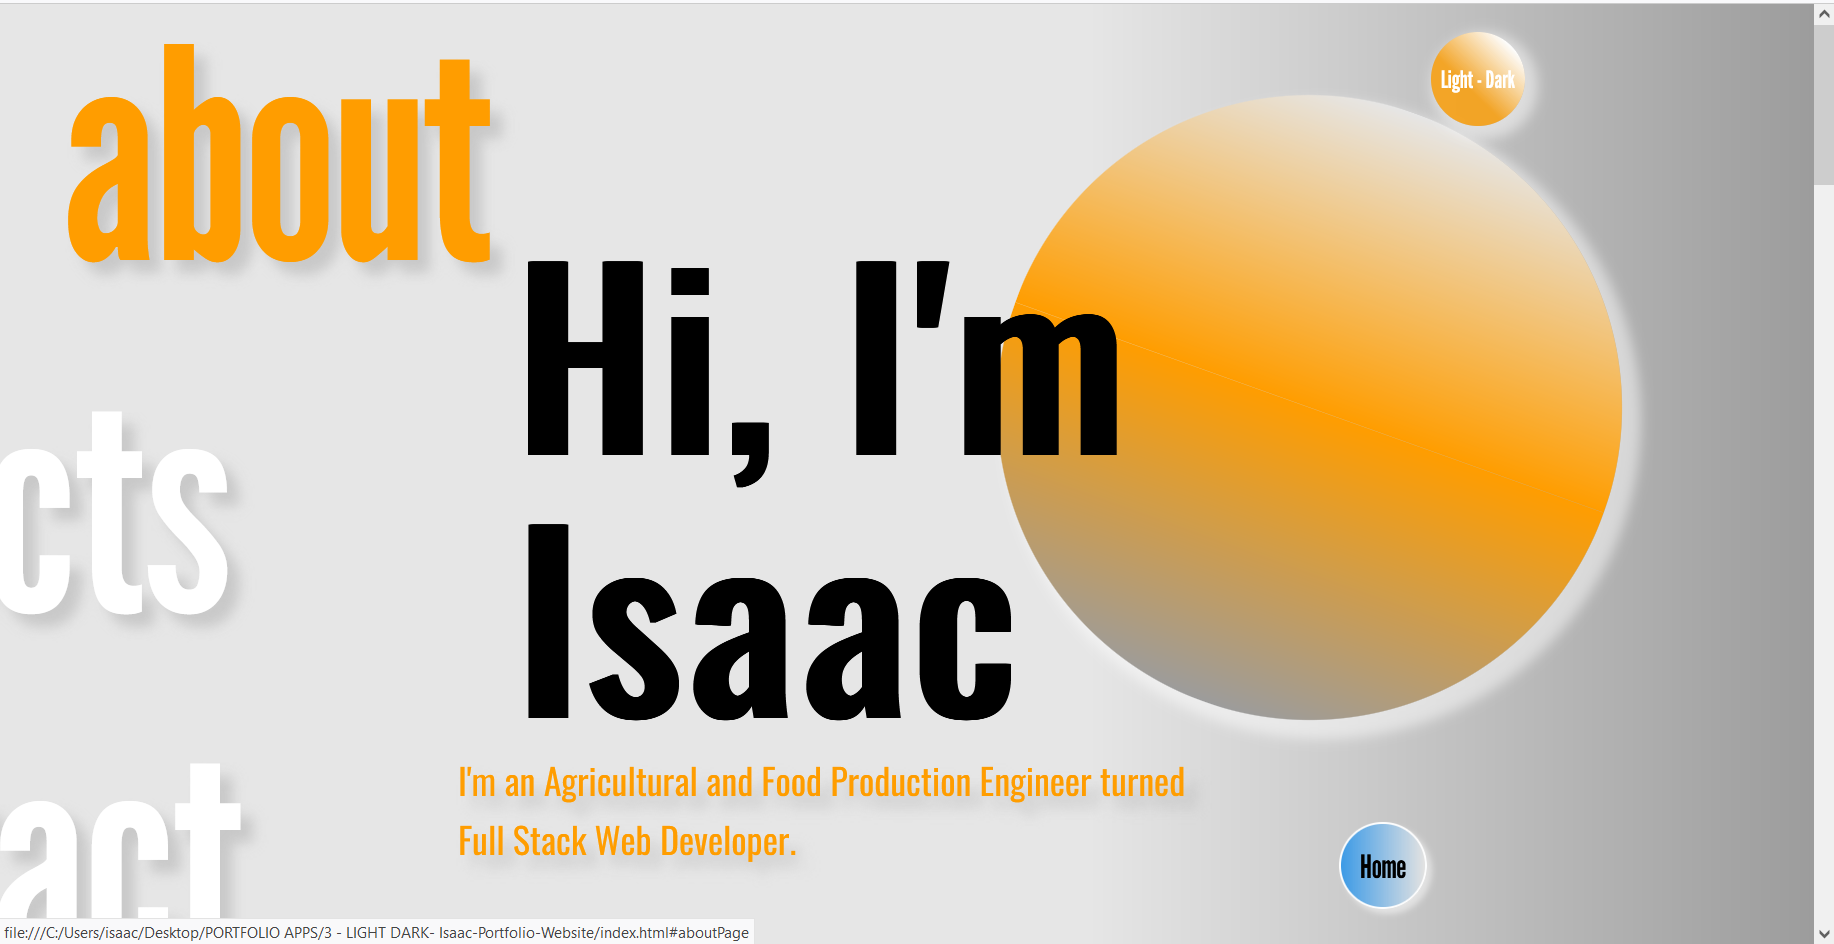 about
Light - Dark
Hi, I'm
cts
Isaac
act
I'm an Agricultural and Food Production Engineer turned
Full Stack Web Developer.
Home
file:///C:/Users/isaac/Desktop/PORTFOLIO APPS/3 - LIGHT DARK- Isaac-Portfolio-Website/index.html#aboutPage